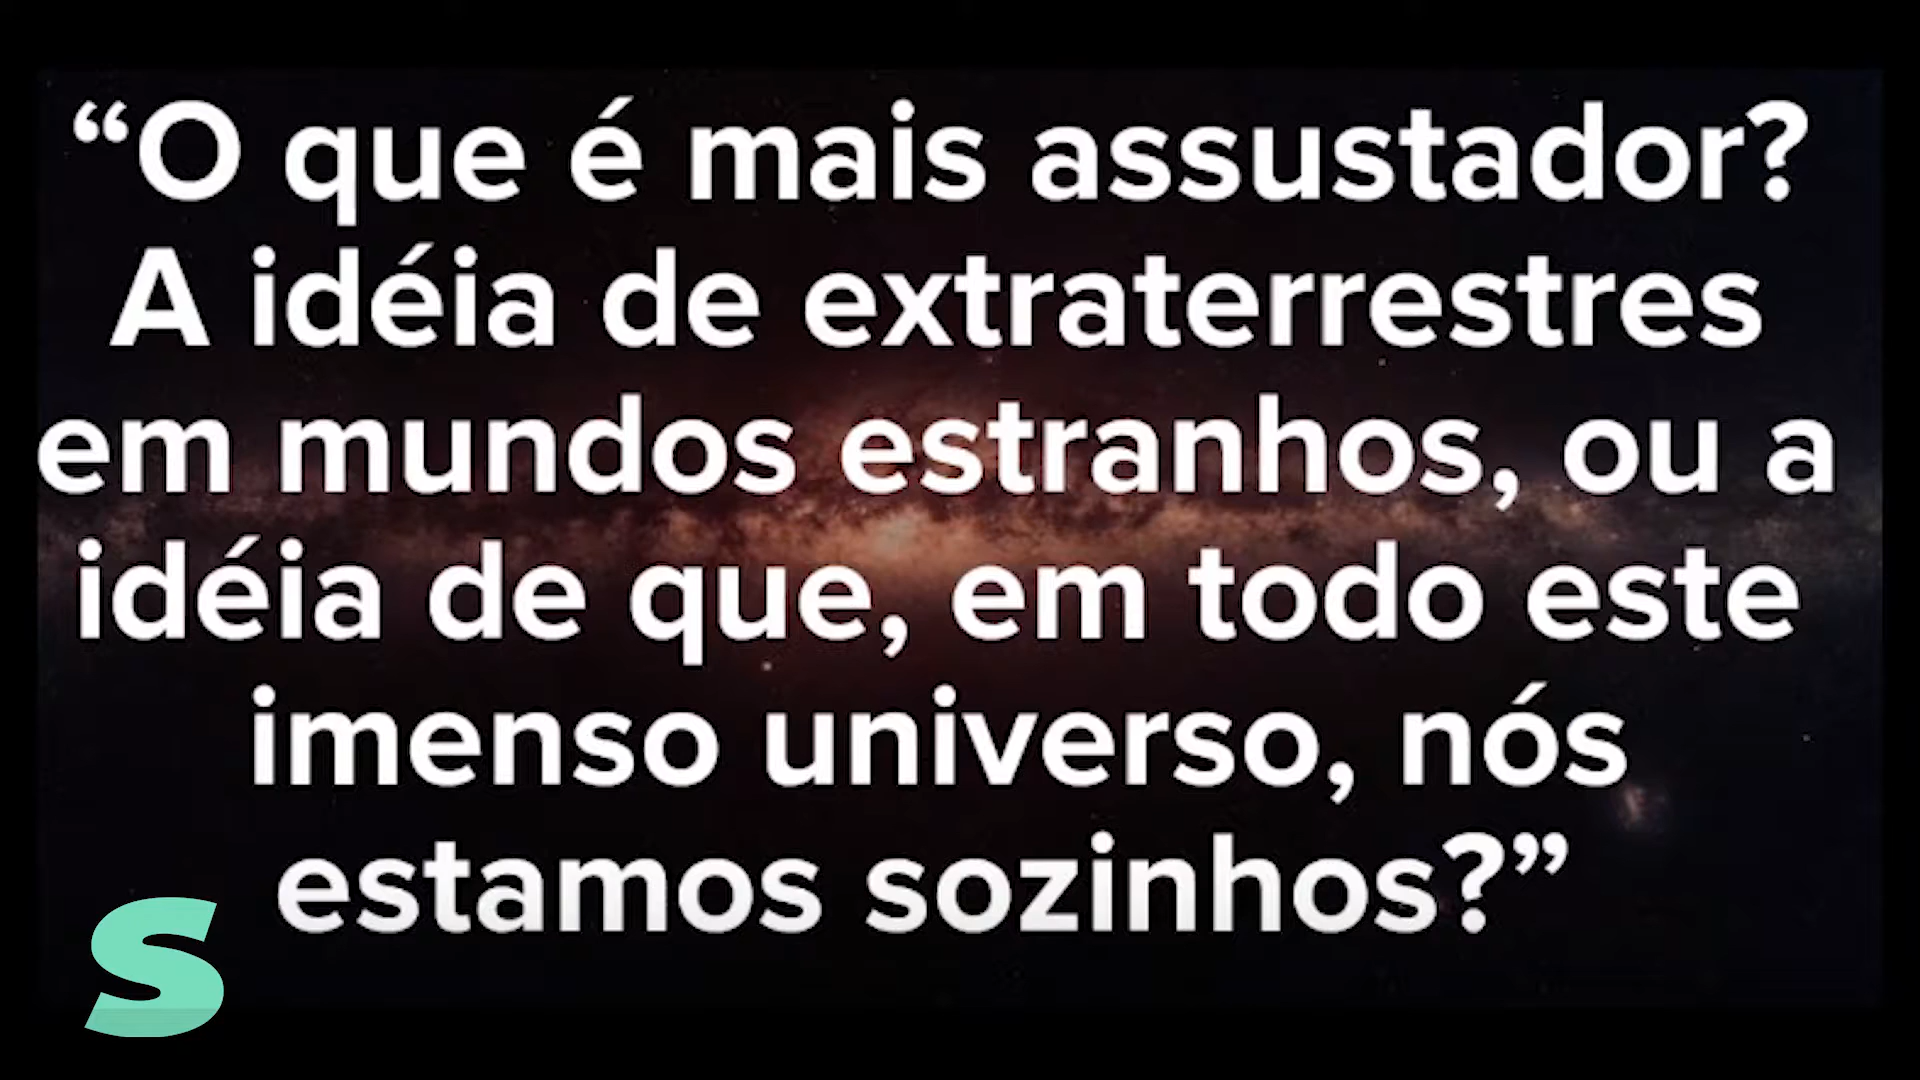 “O que é mais assustador?
A idéia de extraterrestres
em mundos estranhos, ou a
idéia de que, em todo este
imenso universo, nós
estamos sozinhos?”
S